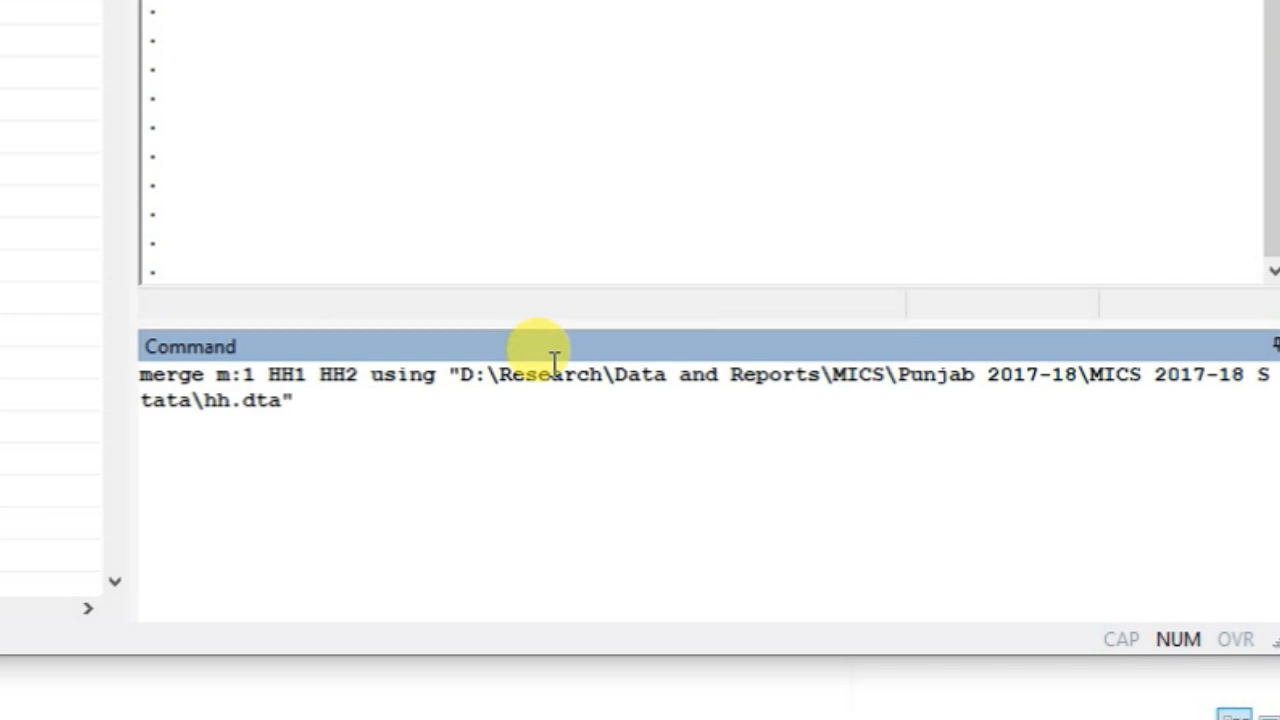 Command
merge m:1 HH1 HH2 using "D:\Research\Data and Reports\MICS\Punjab 2017-18\MICS 2017-18 S
tata\hh.dta"
CAP NUM OVR